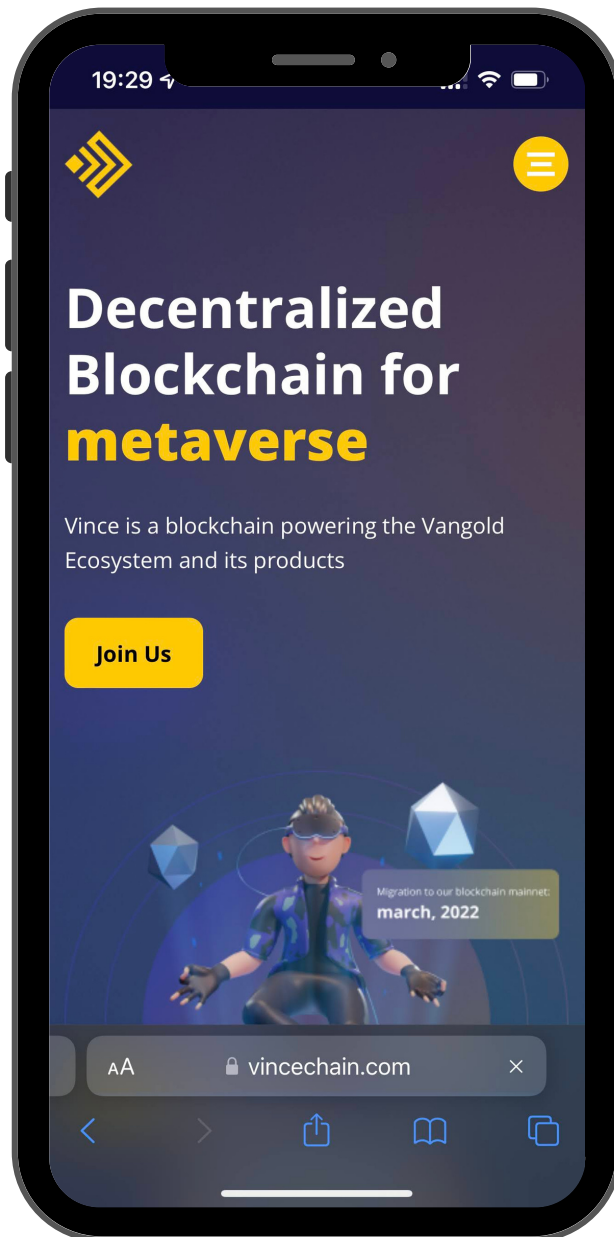 19:29
Decentralized
Blockchain for
metaverse
Vince is a blockchain powering the Vangold
Ecosystem and its products
Join Us
Migration to our blockchain mainnet:
march, 2022
AA
vincechain.com